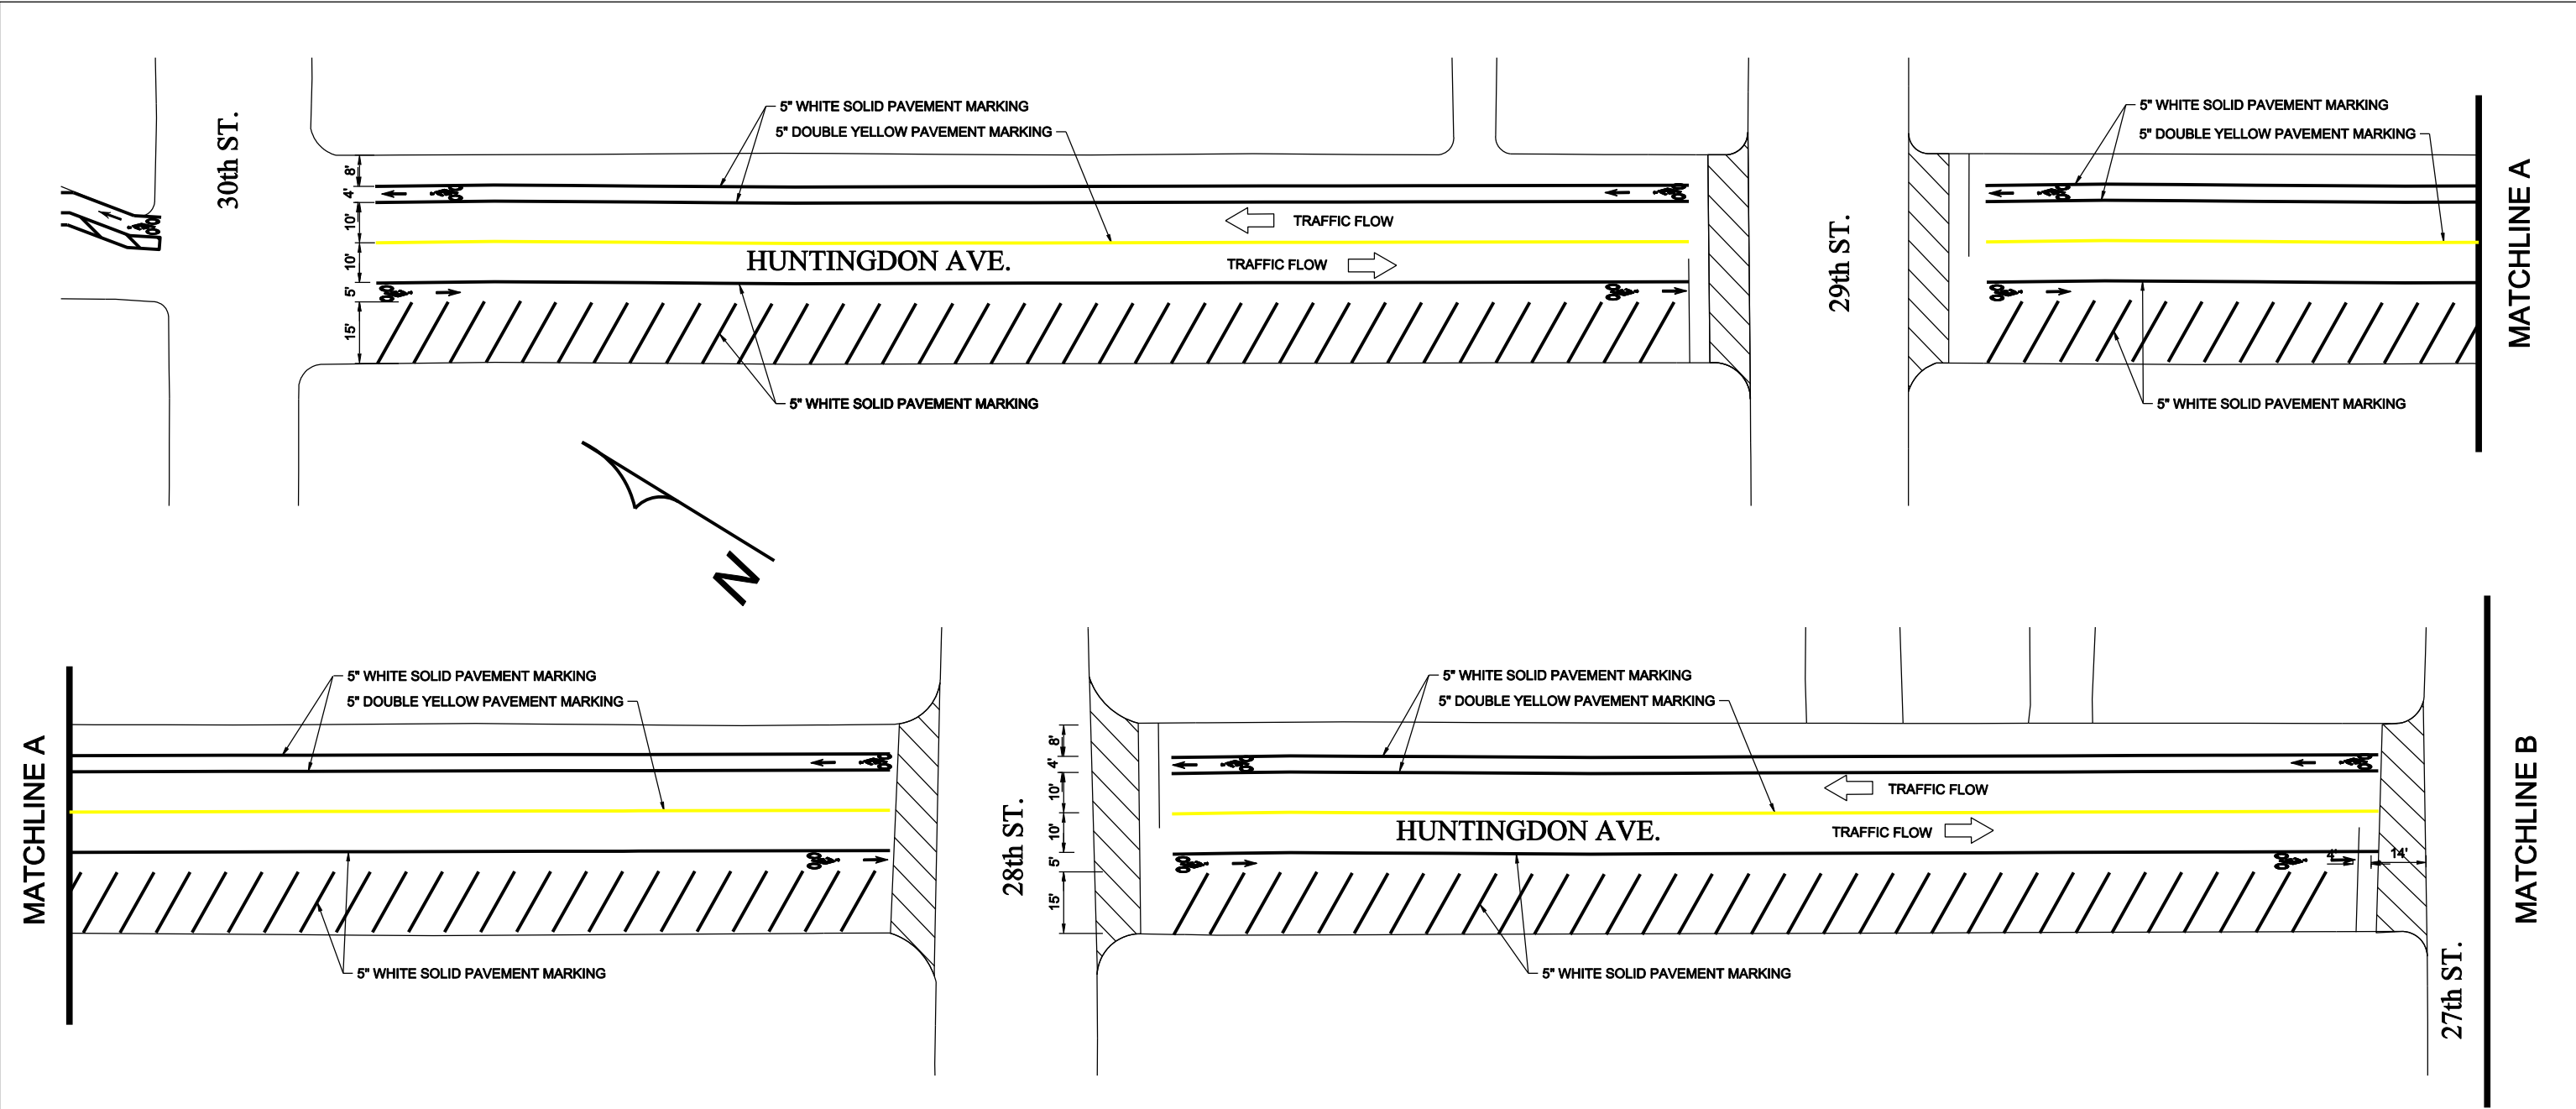 5" WHITE SOLID PAVEMENT MARKING
5" DOUBLE YELLOW PAVEMENT MARKING
30th ST.
8'
4'
10'
10'
5'
15'
TRAFFIC FLOW
HUNTINGDON AVE.
TRAFFIC FLOW
5" WHITE SOLID PAVEMENT MARKING
29th ST.
5" WHITE SOLID PAVEMENT MARKING
5" DOUBLE YELLOW PAVEMENT MARKING
5" WHITE SOLID PAVEMENT MARKING
MATCHLINE A
N
MATCHLINE A
5" WHITE SOLID PAVEMENT MARKING
5" DOUBLE YELLOW PAVEMENT MARKING
5" WHITE SOLID PAVEMENT MARKING
28th ST.
8'
4'
10'
10'
5'
15'
5" WHITE SOLID PAVEMENT MARKING
5" DOUBLE YELLOW PAVEMENT MARKING
TRAFFIC FLOW
HUNTINGDON AVE.
TRAFFIC FLOW
4'
14'
5" WHITE SOLID PAVEMENT MARKING
27th ST.
MATCHLINE B